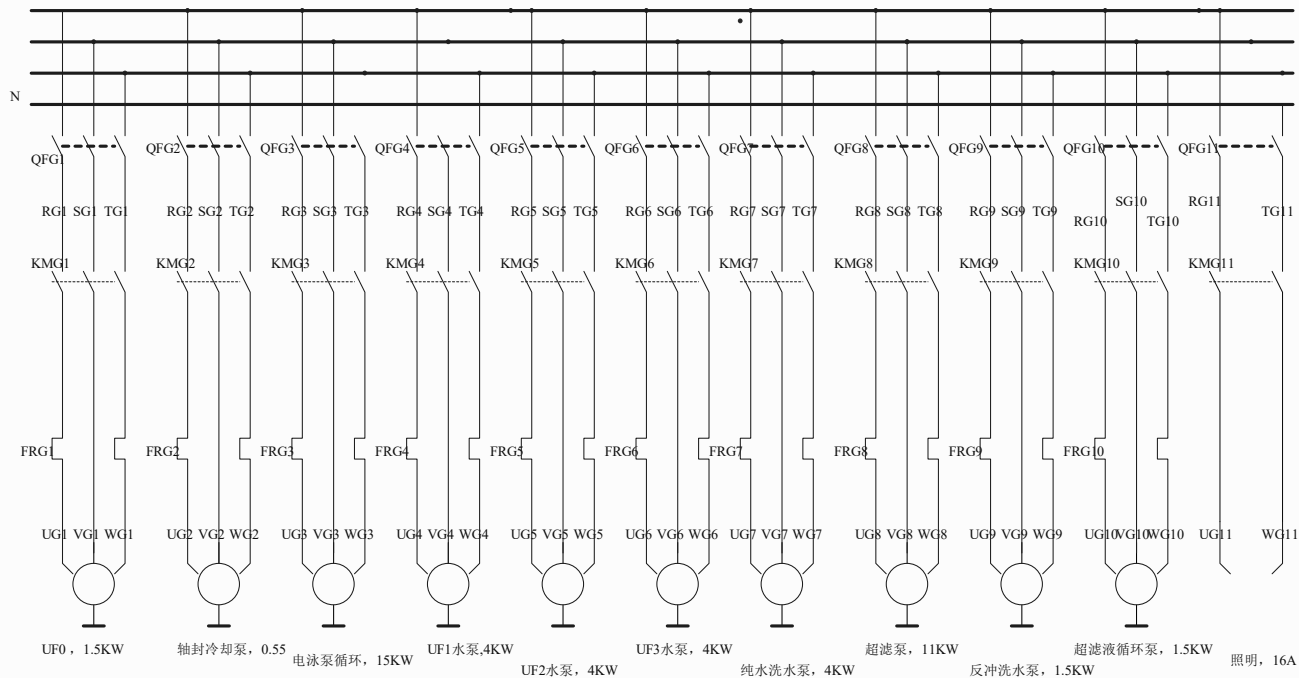 N
QFG1 QFG2 QFG3 QFG4 QFG5 QFG6 QFG7 QFG8 QFG9 QFG10 QFG11
RG1 SG1 TG1 RG2 SG2 TG2 RG3 SG3 TG3 RG4 SG4 TG4 RG5 SG5 TG5 RG6 SG6 TG6 RG7 SG7 TG7 RG8 SG8 TG8 RG9 SG9 TG9 RG10 SG10 TG10 RG11 TG11
KMG1 KMG2 KMG3 KMG4 KMG5 KMG6 KMG7 KMG8 KMG9 KMG10 KMG11
FRG1 FRG2 FRG3 FRG4 FRG5 FRG6 FRG7 FRG8 FRG9 FRG10
UG1 VG1 WG1 UG2 VG2 WG2 UG3 VG3 WG3 UG4 VG4 WG4 UG5 VG5 WG5 UG6 VG6 WG6 UG7 VG7 WG7 UG8 VG8 WG8 UG9 VG9 WG9 UG10 VG10 WG10 UG11 WG11
UF0，1.5KW
轴封冷却泵，0.55
电泳泵循环，15KW
UF1水泵,4KW
UF2水泵，4KW
UF3水泵，4KW
纯水洗水泵，4KW
超滤泵，11KW
反冲洗水泵，1.5KW
超滤液循环泵，1.5KW
照明，16A